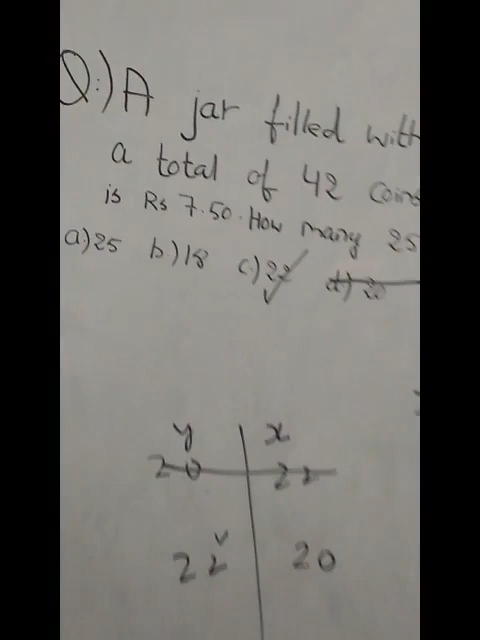 Q:) A jar filled with
a total of 42 coins
is Rs 7.50. How many 25
a) 25 b) 18 c) 22 d) 20
y x
20 22
22 20